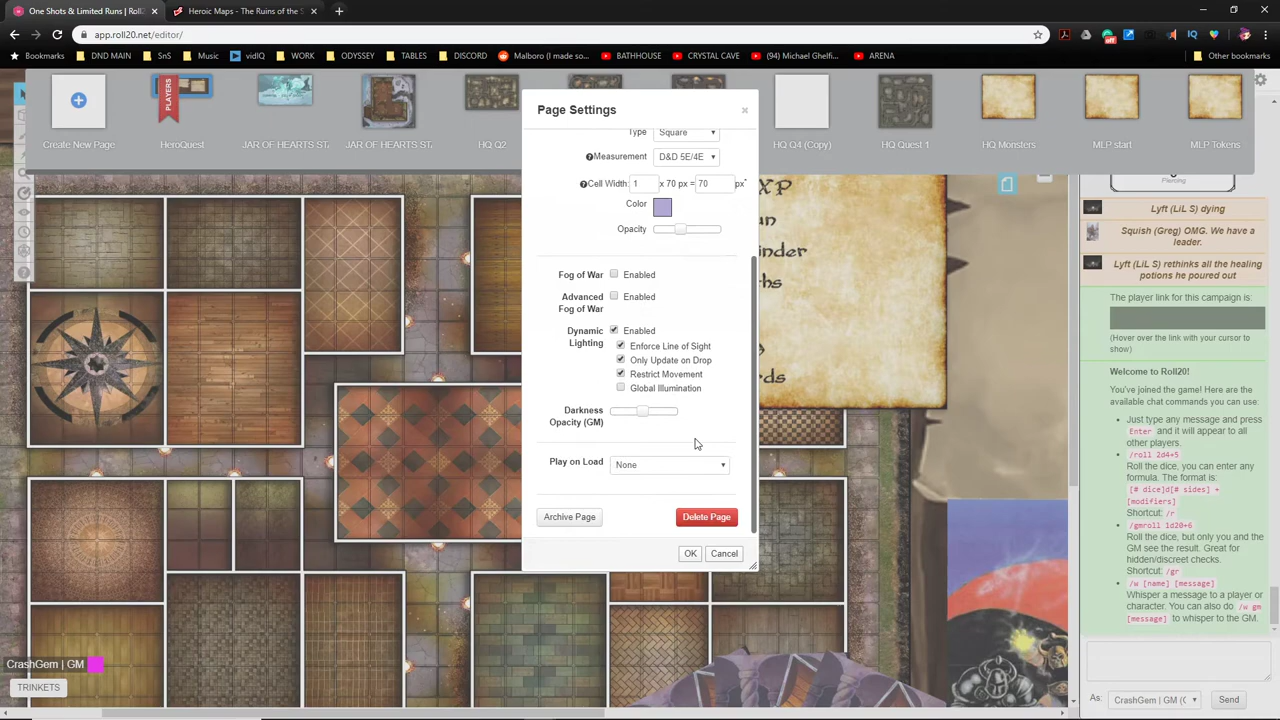 One Shots & Limited Runs | Roll2
Heroic Maps - The Ruins of the S
app.roll20.net/editor/
Bookmarks
DND MAIN
SnS
Music
vidIQ
WORK
ODYSSEY
TABLES
DISCORD
Malboro (I made so...
BATHHOUSE
CRYSTAL CAVE
(94) Michael Ghelfi...
ARENA
Other bookmarks
PLAYERS
Create New Page
HeroQuest
JAR OF HEARTS ST.
JAR OF HEARTS ST.
HQ Q2
HQ Q4 (Copy)
HQ Quest 1
HQ Monsters
MLP start
MLP Tokens
Page Settings
Type
Square
Measurement
D&D 5E/4E
Cell Width:
1
x 70 px =
70
px*
Color
Opacity
Fog of War
Enabled
Advanced
Fog of War
Enabled
Dynamic
Lighting
Enabled
Enforce Line of Sight
Only Update on Drop
Restrict Movement
Global Illumination
Darkness
Opacity (GM)
Play on Load
None
Archive Page
Delete Page
OK
Cancel
XP
Piercing
Lyft (LiL S) dying
Squish (Greg) OMG. We have a
leader.
Lyft (LiL S) rethinks all the healing
potions he poured out
The player link for this campaign is:
(Hover over the link with your cursor to
show)
Welcome to Roll20!
You've joined the game! Here are the
available chat commands you can use:
Just type any message and press
Enter and it will appear to all
other players.
/roll 2d4+5
Roll the dice, you can enter any
formula.
[# dice]d[# sides] +
[modifiers]
Shortcut: /r
/gmroll 1d20+6
Roll the dice, but only you and the
GM see the result. Great for
hidden/discreet checks.
Shortcut: /gr
/w [name] [message]
Whisper a message to a player or
character. You can also do /w gm
[message] to whisper to the GM.
CrashGem | GM
TRINKETS
As:
CrashGem | GM (C
Send